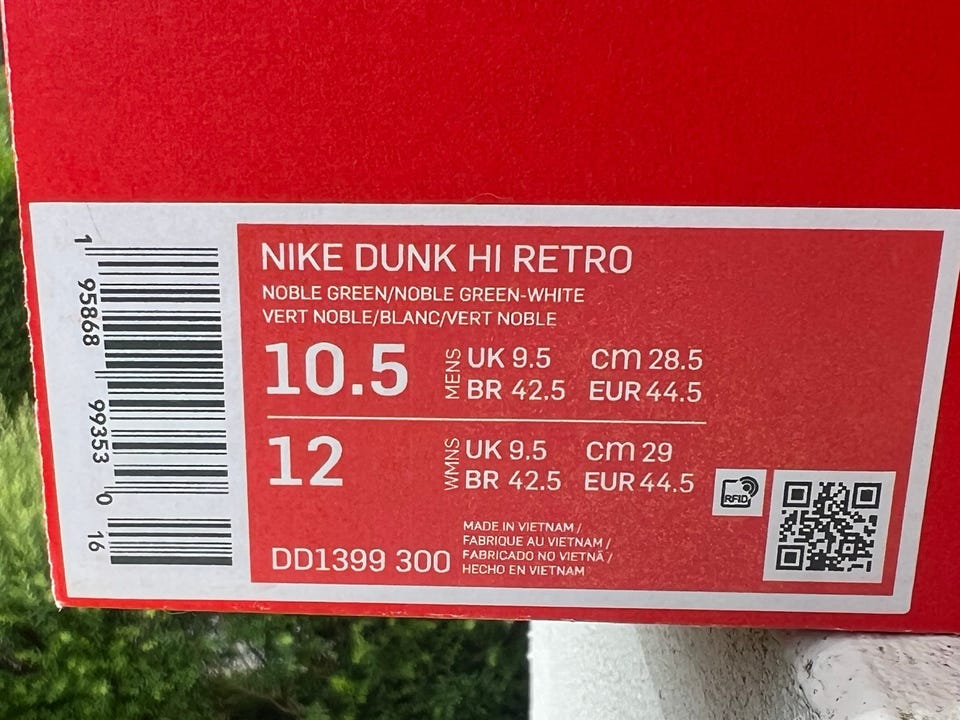 NIKE DUNK HI RETRO
NOBLE GREEN/NOBLE GREEN-WHITE
VERT NOBLE/BLANC/VERT NOBLE
10.5
MENS
UK 9.5 cm 28.5
BR 42.5 EUR 44.5
12
WMNS
UK 9.5 cm 29
BR 42.5 EUR 44.5
RFID
DD1399 300
MADE IN VIETNAM /
FABRIQUE AU VIETNAM /
FABRICADO NO VIETNÃ /
HECHO EN VIETNAM
1 95868 99353 0 16